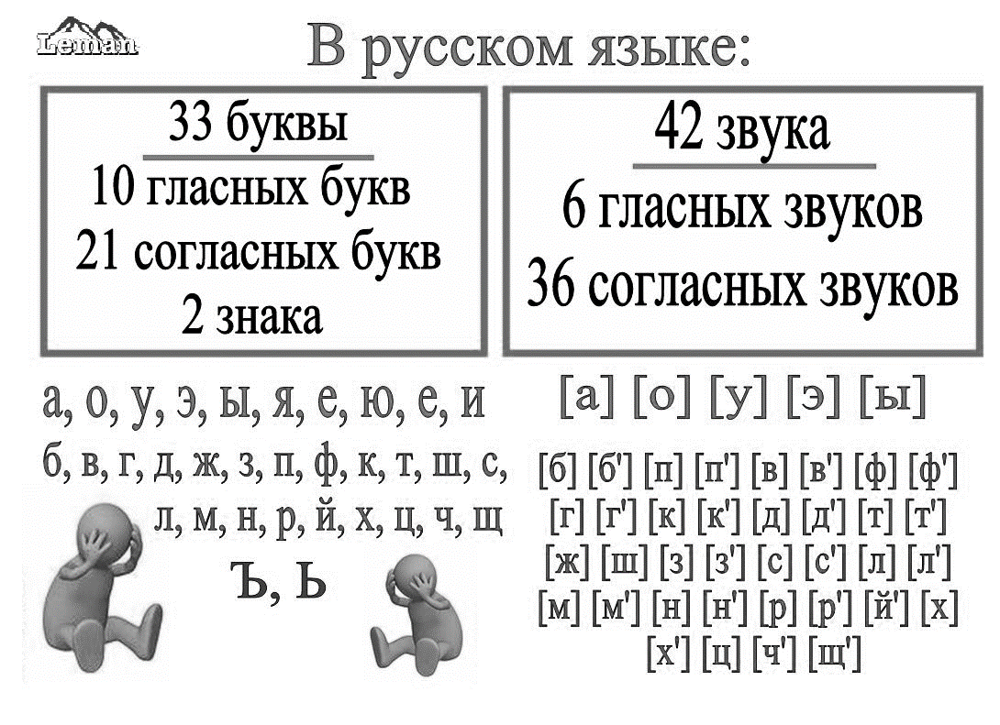 Leman
В русском языке:
33 буквы
10 гласных букв
21 согласных букв
2 знака
42 звука
6 гласных звуков
36 согласных звуков
а, о, у, э, ы, я, е, ю, е, и
б, в, г, д, ж, з, п, ф, к, т, ш, с,
л, м, н, р, й, х, ц, ч, щ
Ъ, Ь
[а] [о] [у] [э] [ы]
[б] [б'] [п] [п'] [в] [в'] [ф] [ф']
[г] [г'] [к] [к'] [д] [д'] [т] [т']
[ж] [ш] [з] [з'] [с] [с'] [л] [л']
[м] [м'] [н] [н'] [р] [р'] [й'] [х]
[х'] [ц] [ч'] [щ']